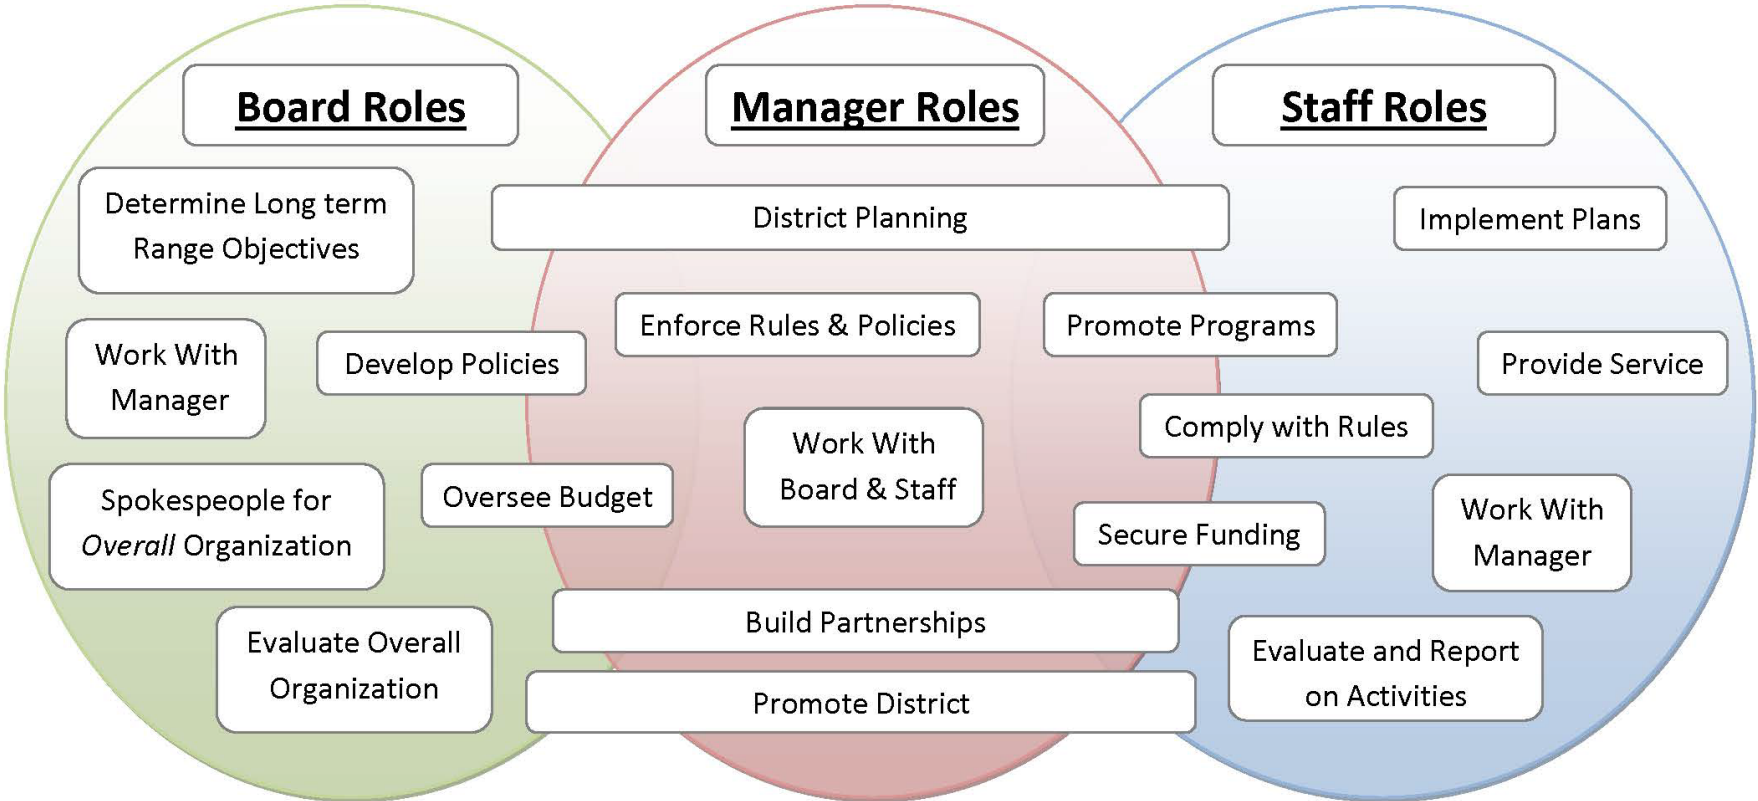 Board Roles
Manager Roles
Staff Roles
Determine Long term
Range Objectives
District Planning
Implement Plans
Work With
Manager
Develop Policies
Enforce Rules & Policies
Promote Programs
Provide Service
Comply with Rules
Work With
Board & Staff
Spokespeople for
Overall Organization
Oversee Budget
Secure Funding
Work With
Manager
Build Partnerships
Evaluate Overall
Organization
Evaluate and Report
on Activities
Promote District